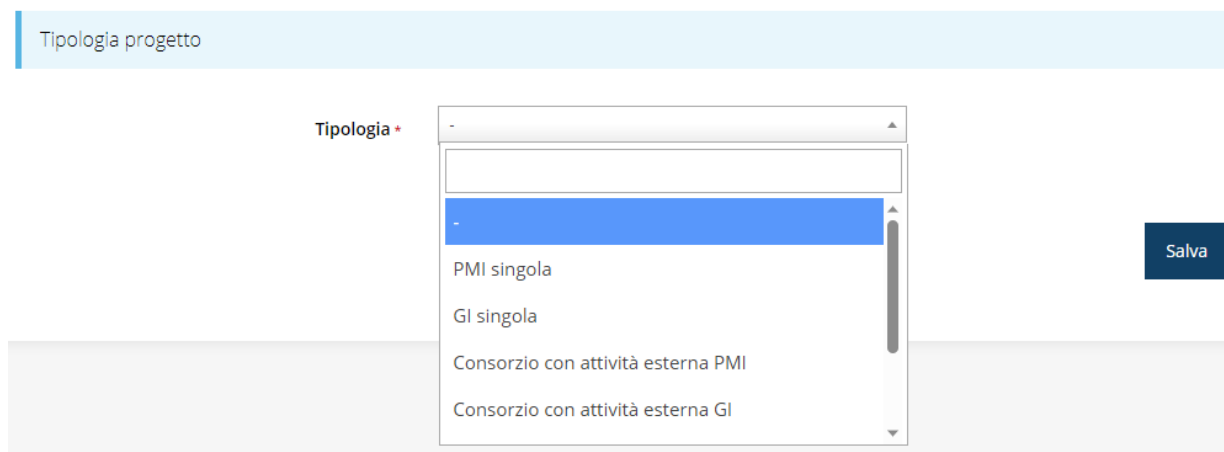 Tipologia progetto
Tipologia *
-
-
PMI singola
Salva
GI singola
Consorzio con attività esterna PMI
Consorzio con attività esterna GI